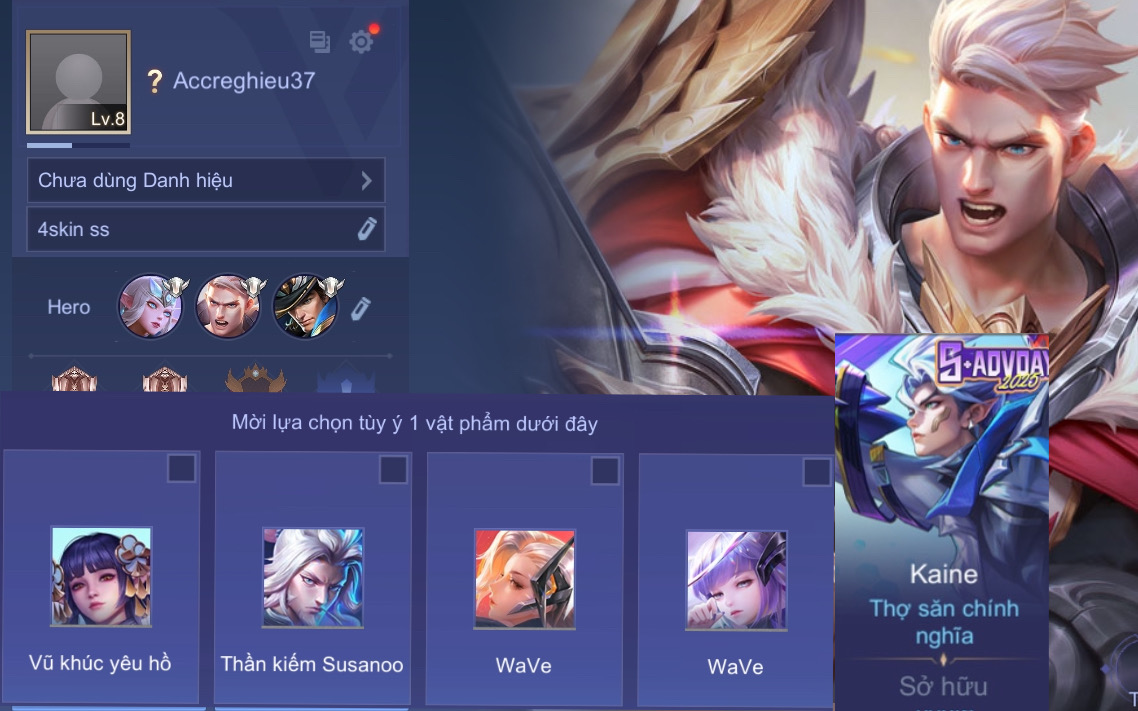 Lv.8
? Accreghieu37
Chưa dùng Danh hiệu
4skin ss
Hero
Mời lựa chọn tùy ý 1 vật phẩm dưới đây
Vũ khúc yêu hồ
Thần kiếm Susanoo
WaVe
WaVe
S+ADVDAY
2025
Kaine
Thợ săn chính
nghĩa
Sở hữu